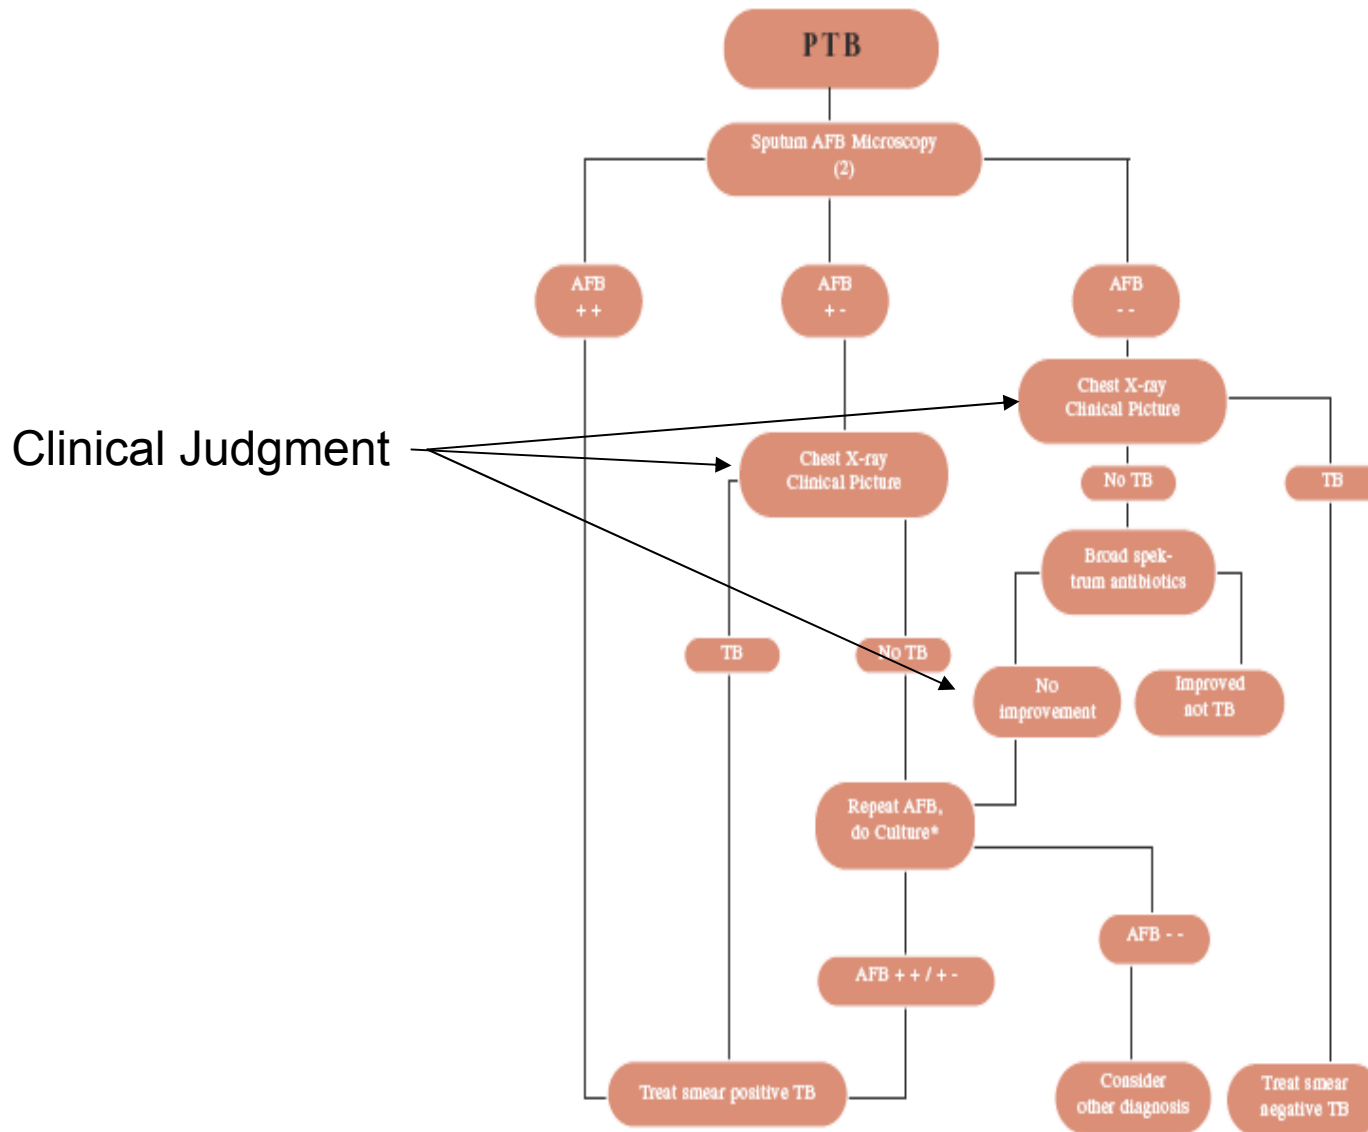 PTB
Sputum AFB Microscopy
(2)
AFB
+ +
AFB
+ -
AFB
- -
Chest X-ray
Clinical Picture
Clinical Judgment
Chest X-ray
Clinical Picture
No TB
TB
Broad spek-
trum antibiotics
TB
No TB
No
improvement
Improved
not TB
Repeat AFB,
do Culture*
AFB - -
AFB + + / + -
Treat smear positive TB
Consider
other diagnosis
Treat smear
negative TB